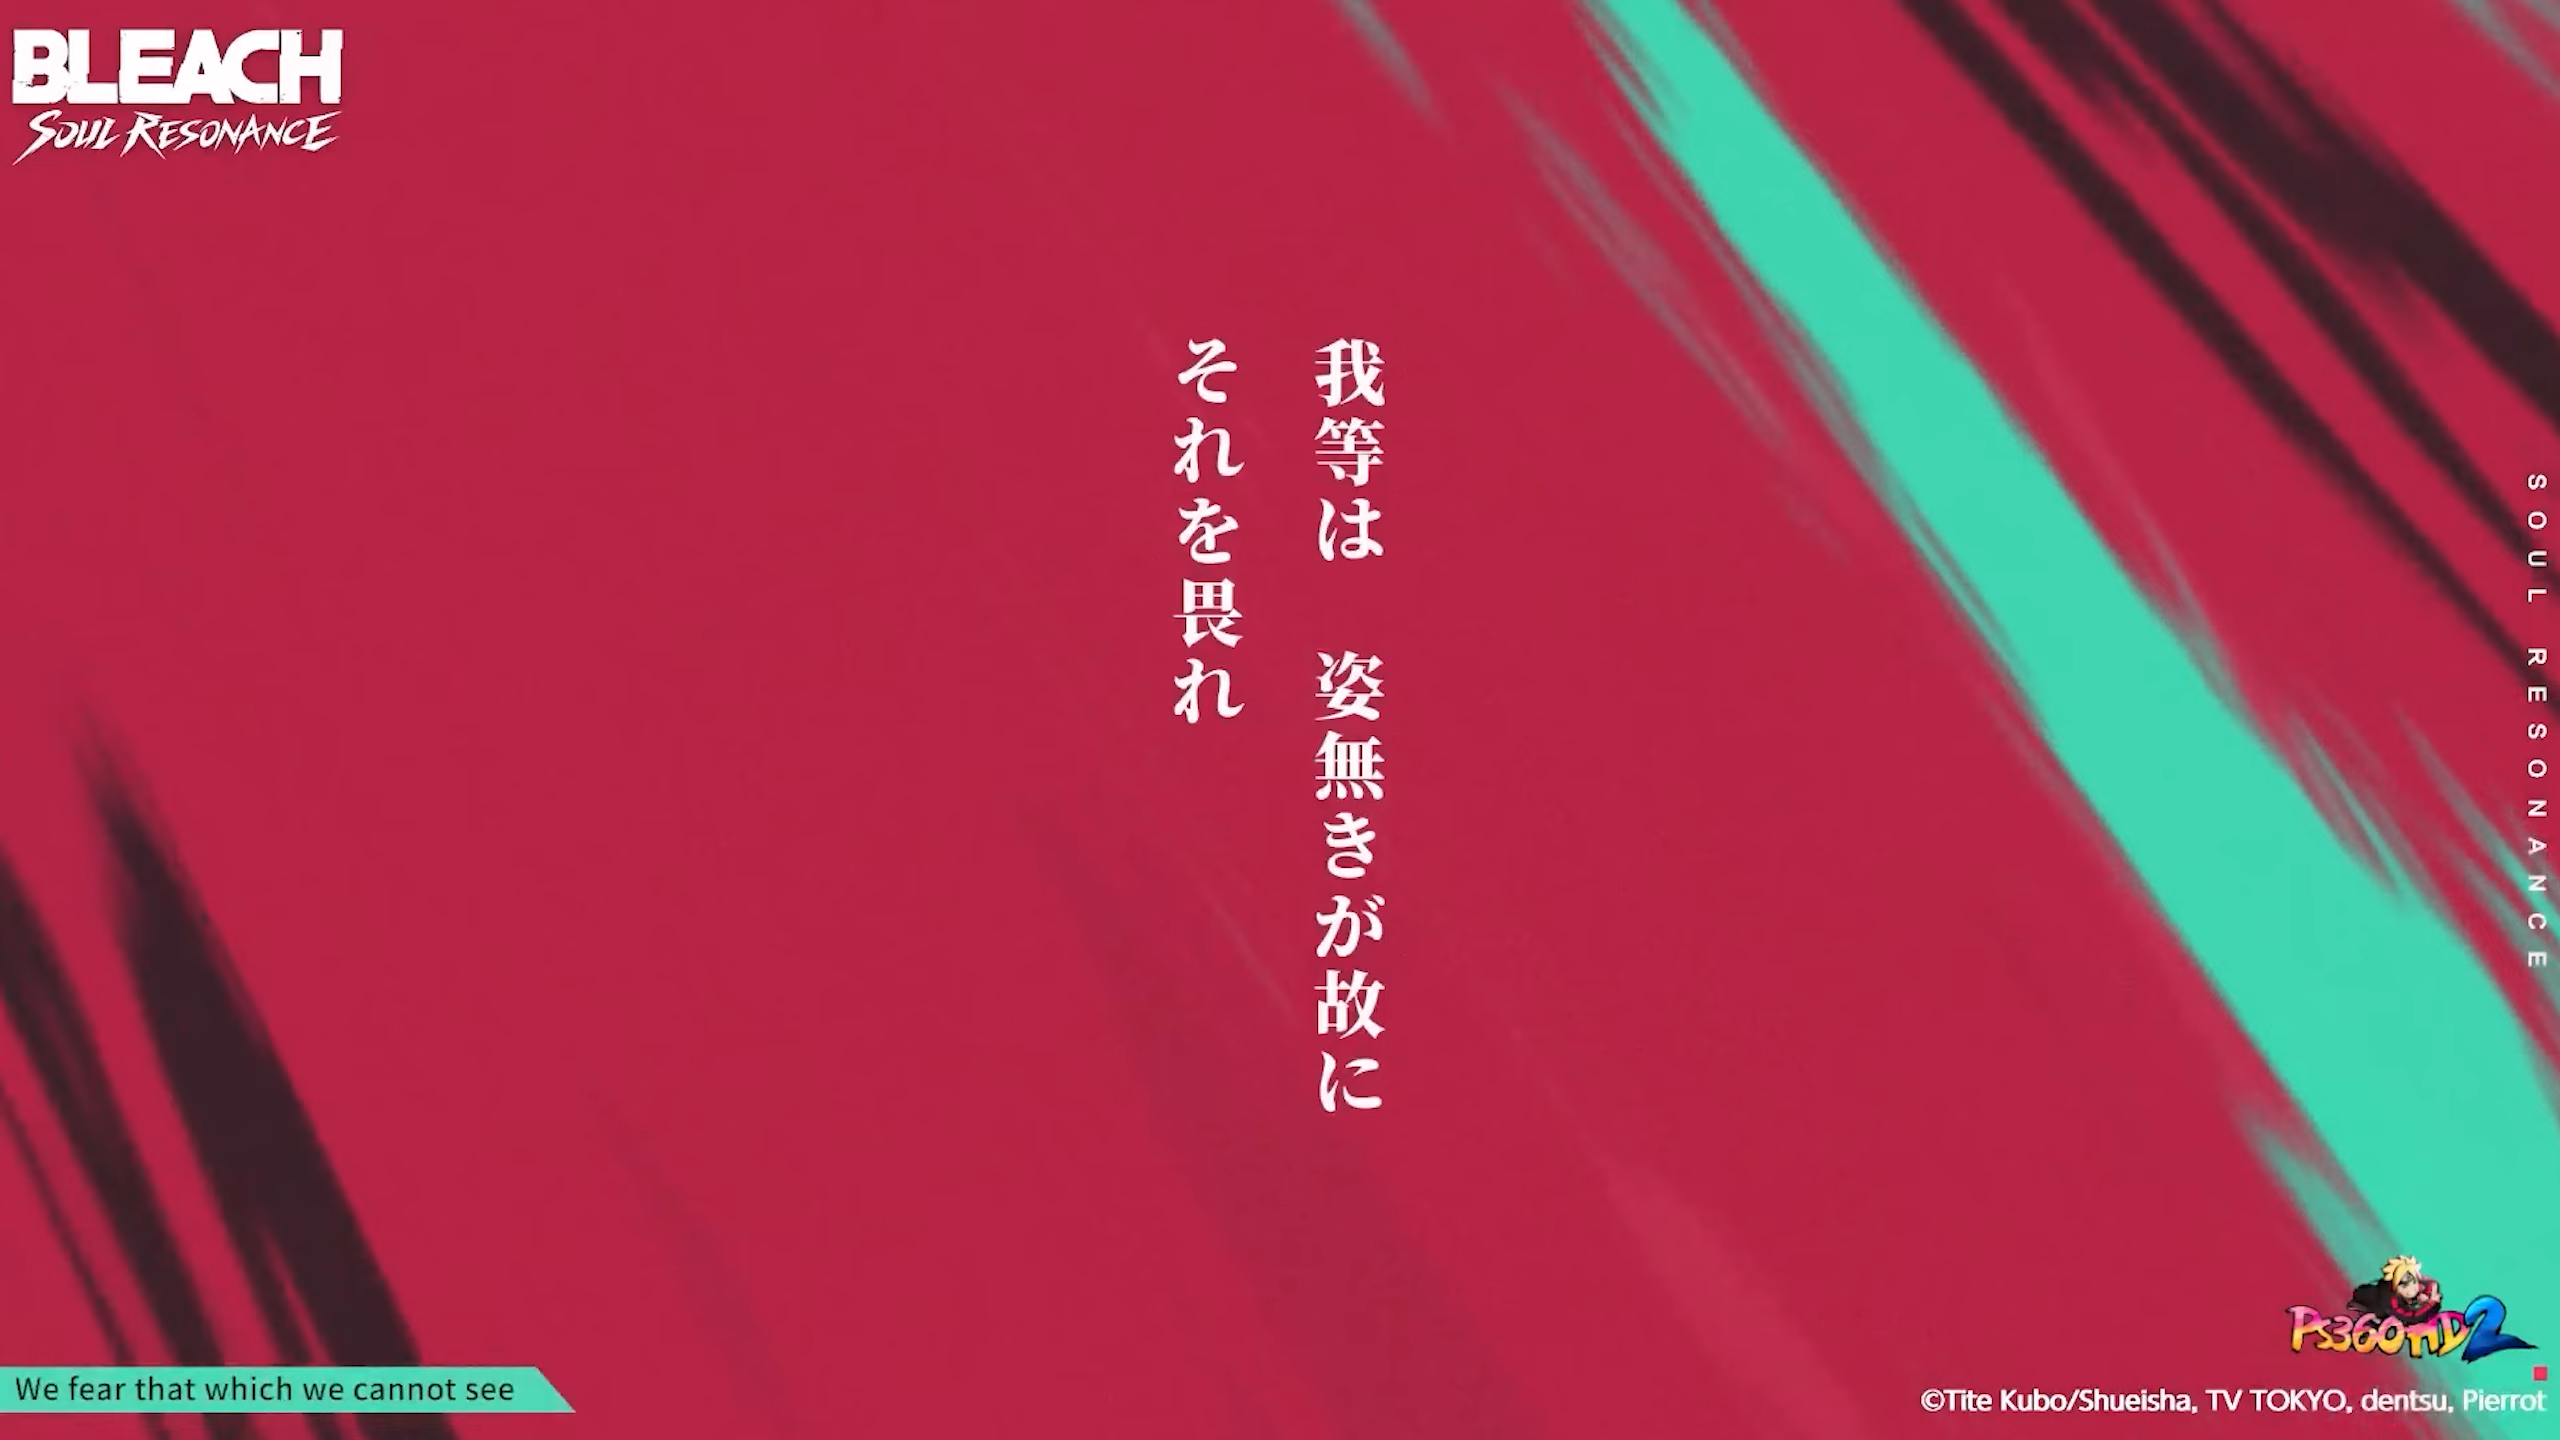 BLEACH
SOUL RESONANCE
我等は　姿無きが故に
それを畏れ
SOUL RESONANCE
We fear that which we cannot see
PS360HD2
©Tite Kubo/Shueisha, TV TOKYO, dentsu, Pierrot